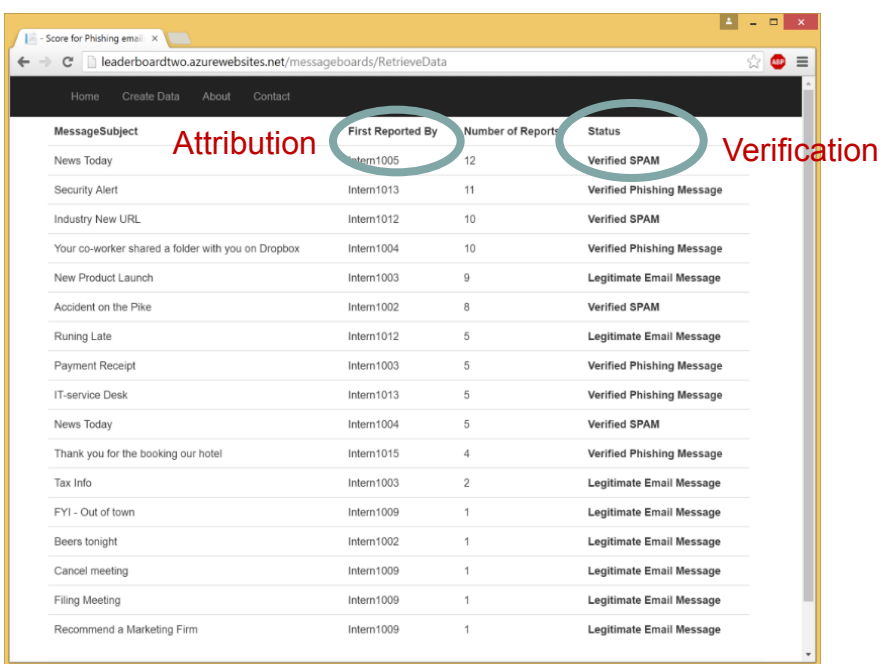 - Score for Phishing email
leaderboardtwo.azurewebsites.net/messageboards/RetrieveData
ABP
Home Create Data About Contact
MessageSubject First Reported By Number of Reports Status
Attribution
Verification
News Today Intern1005 12 Verified SPAM
Security Alert Intern1013 11 Verified Phishing Message
Industry New URL Intern1012 10 Verified SPAM
Your co-worker shared a folder with you on Dropbox Intern1004 10 Verified Phishing Message
New Product Launch Intern1003 9 Legitimate Email Message
Accident on the Pike Intern1002 8 Verified SPAM
Runing Late Intern1012 5 Legitimate Email Message
Payment Receipt Intern1003 5 Verified Phishing Message
IT-service Desk Intern1013 5 Verified Phishing Message
News Today Intern1004 5 Verified SPAM
Thank you for the booking our hotel Intern1015 4 Verified Phishing Message
Tax Info Intern1003 2 Legitimate Email Message
FYI - Out of town Intern1009 1 Legitimate Email Message
Beers tonight Intern1002 1 Legitimate Email Message
Cancel meeting Intern1009 1 Legitimate Email Message
Filing Meeting Intern1009 1 Legitimate Email Message
Recommend a Marketing Firm Intern1009 1 Legitimate Email Message